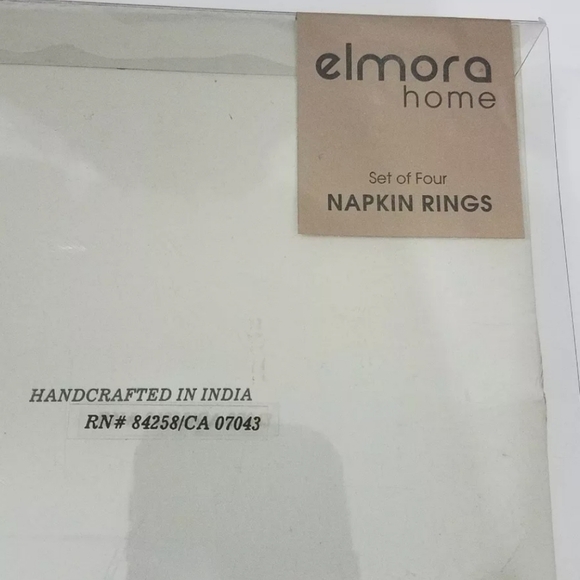 elmora
home
Set of Four
NAPKIN RINGS
HANDCRAFTED IN INDIA
RN# 84258/CA 07043